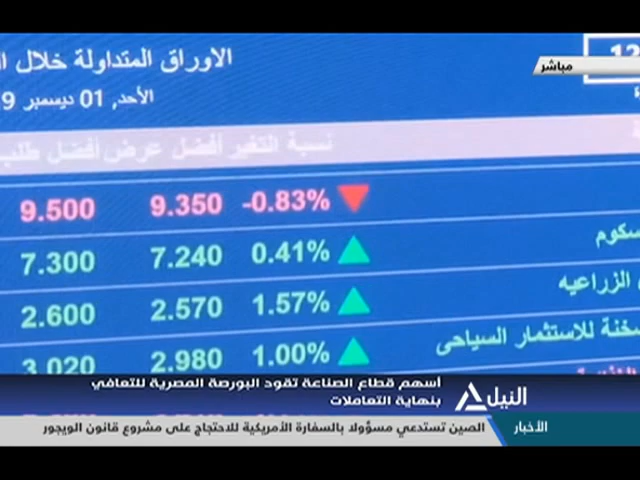 الاوراق المتداولة خلال
مباشر
الأحد, 01 ديسمبر
نسبة التغير أفضل عرض أفضل طلب
-0.83% 9.350 9.500
0.41% 7.240 7.300
1.57% 2.570 2.600
الزراعيه
1.00% 2.980 3.020
للاستثمار السياحى
أسهم قطاع الصناعة تقود البورصة المصرية للتعافي
بنهاية التعاملات
النيل
الأخبار
الصين تستدعي مسؤولا بالسفارة الأمريكية للاحتجاج على مشروع قانون الويجور